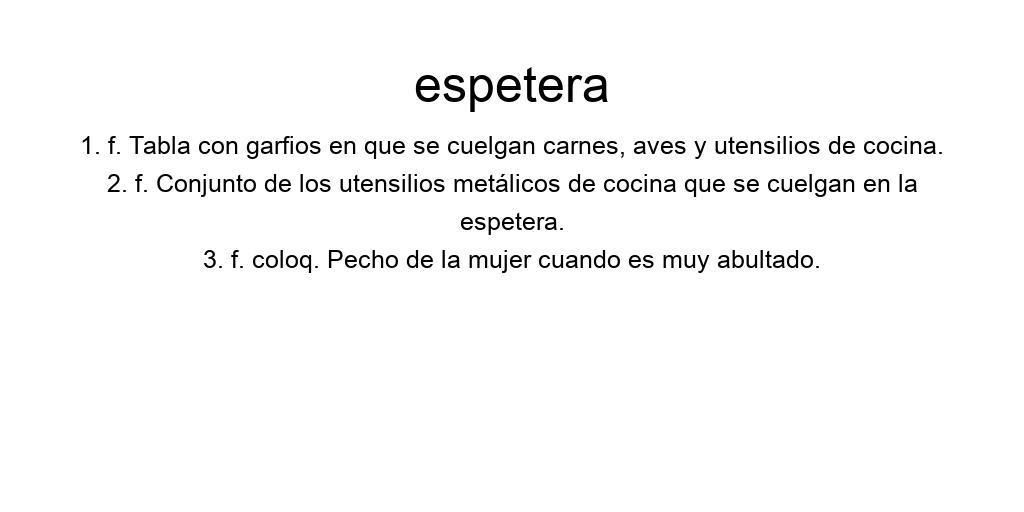 espetera
1. f. Tabla con garfios en que se cuelgan carnes, aves y utensilios de cocina.
2. f. Conjunto de los utensilios metálicos de cocina que se cuelgan en la
espetera.
3. f. coloq. Pecho de la mujer cuando es muy abultado.